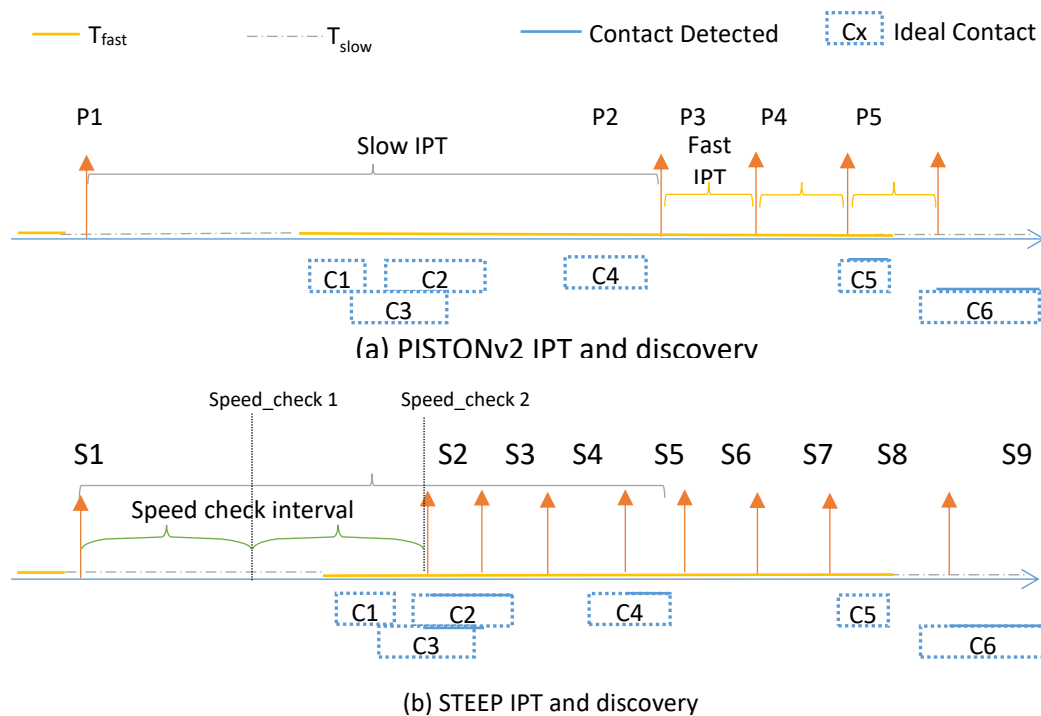 T_fast T_slow Contact Detected Cx Ideal Contact
P1 P2 P3 P4 P5
Slow IPT Fast
IPT
C1 C2 C4 C5
C3 C6
(a) PISTONv2 IPT and discovery
Speed_check 1 Speed_check 2
S1 S2 S3 S4 S5 S6 S7 S8 S9
Speed check interval
C1 C2 C4 C5
C3 C6
(b) STEEP IPT and discovery